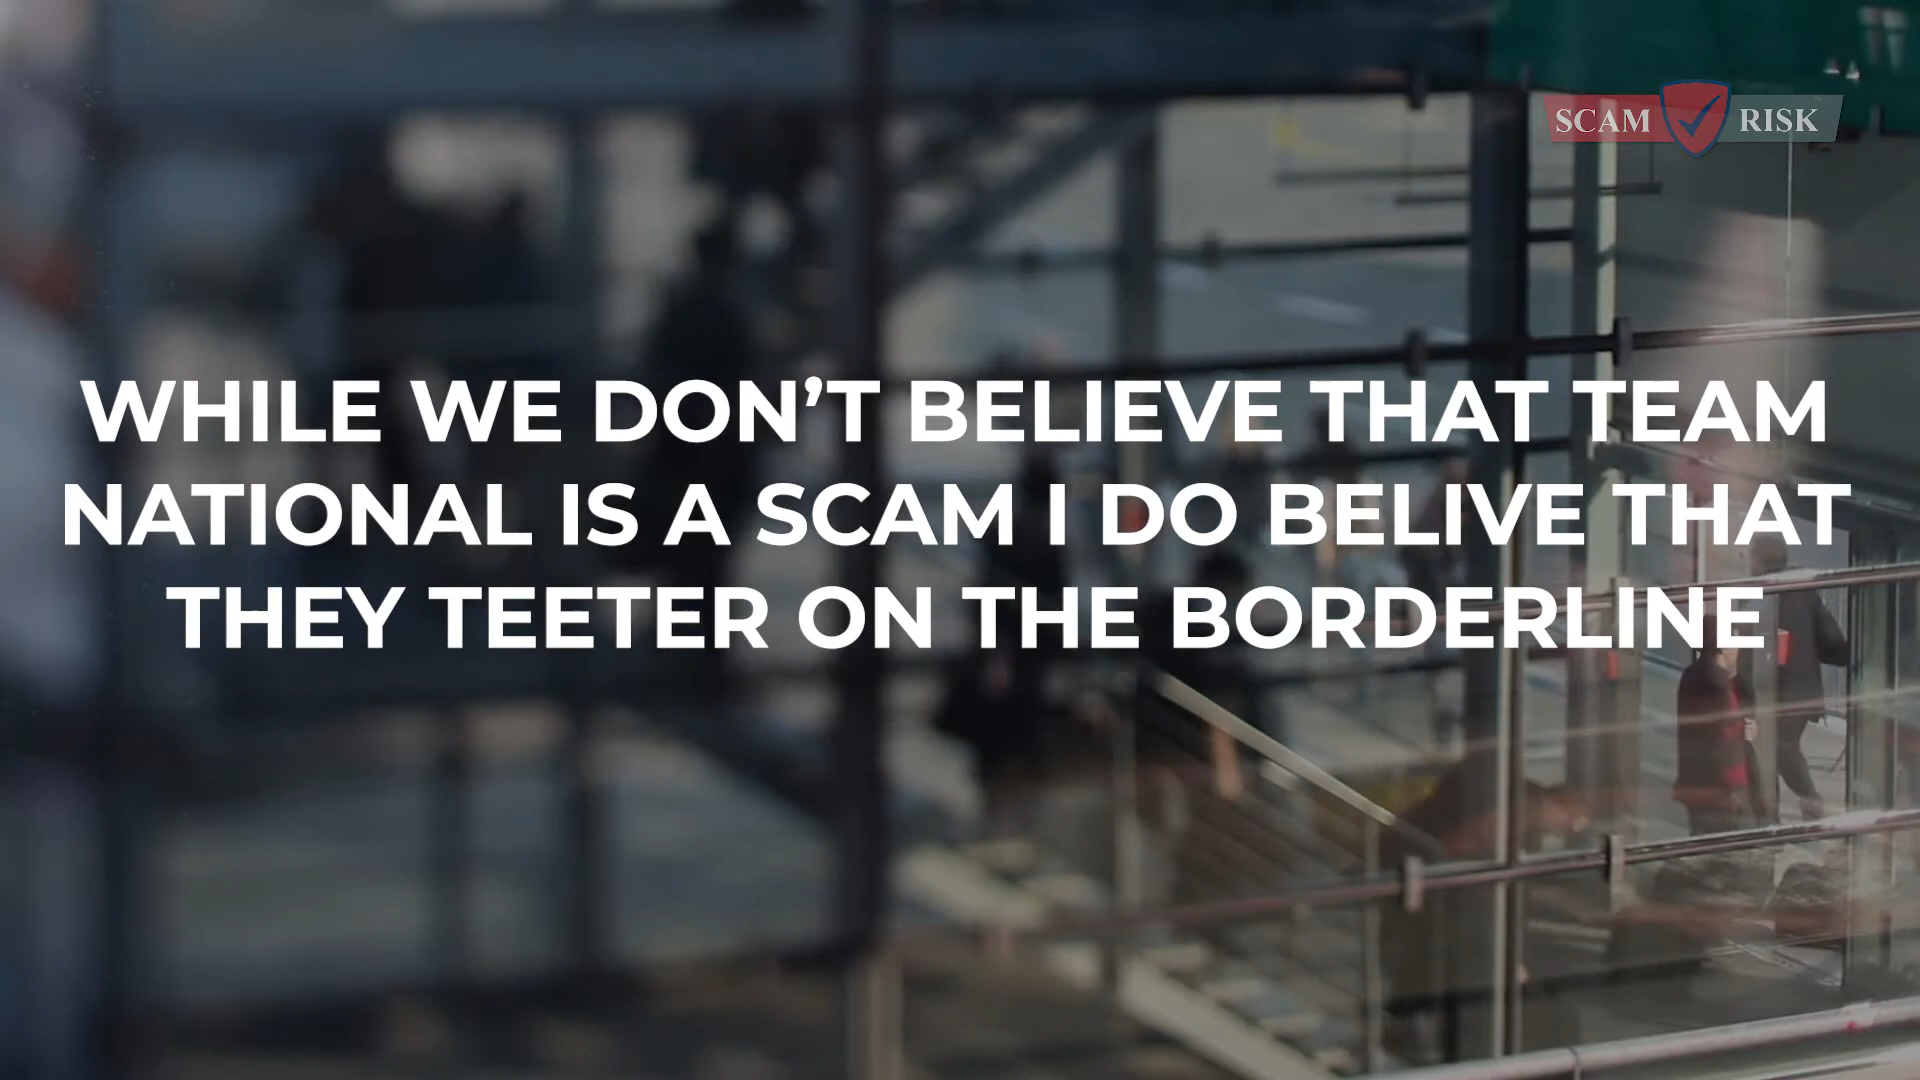 SCAM RISK
WHILE WE DON’T BELIEVE THAT TEAM
NATIONAL IS A SCAM I DO BELIVE THAT
THEY TEETER ON THE BORDERLINE